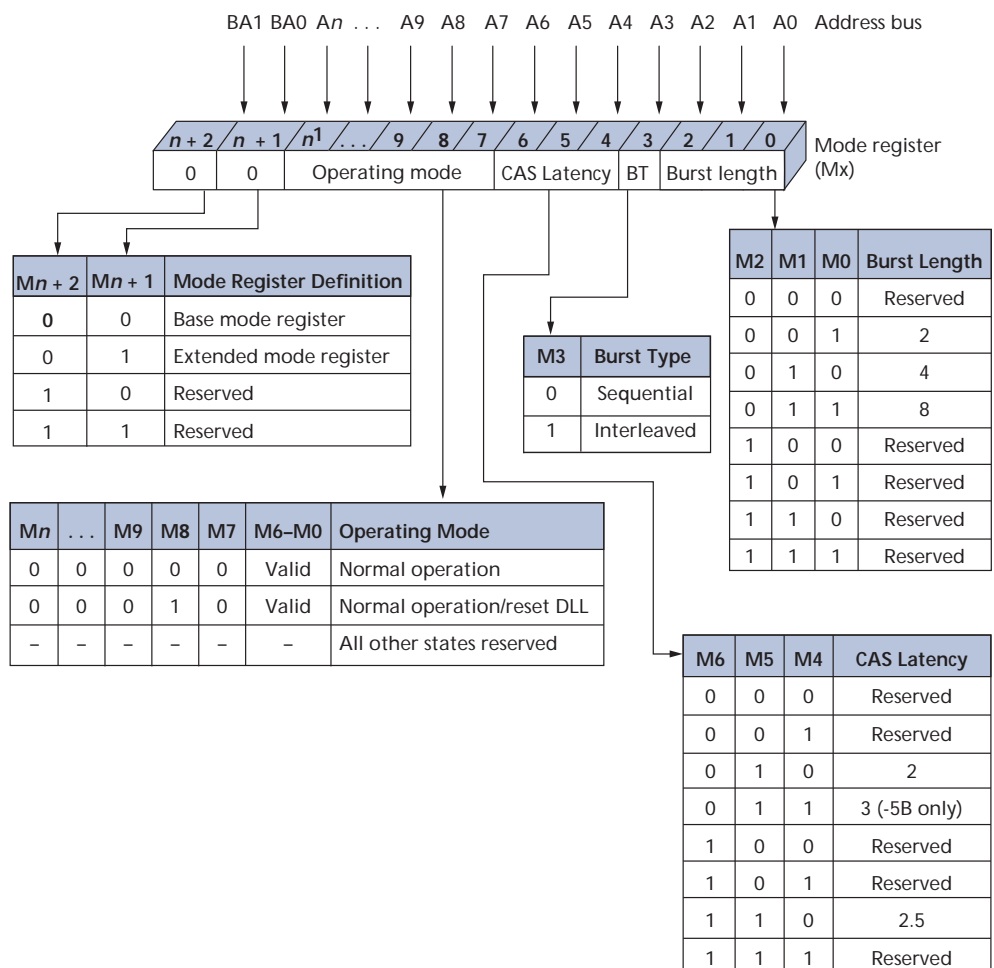 BA1 BA0 An . . . A9 A8 A7 A6 A5 A4 A3 A2 A1 A0 Address bus
n + 2 n + 1 n1 . . . 9 8 7 6 5 4 3 2 1 0
Mode register (Mx)
0 0 Operating mode CAS Latency BT Burst length
Mn + 2 Mn + 1 Mode Register Definition
0 0 Base mode register
0 1 Extended mode register
1 0 Reserved
1 1 Reserved
M3 Burst Type
0 Sequential
1 Interleaved
M2 M1 M0 Burst Length
0 0 0 Reserved
0 0 1 2
0 1 0 4
0 1 1 8
1 0 0 Reserved
1 0 1 Reserved
1 1 0 Reserved
1 1 1 Reserved
Mn . . . M9 M8 M7 M6–M0 Operating Mode
0 0 0 0 0 Valid Normal operation
0 0 0 1 0 Valid Normal operation/reset DLL
– – – – – – All other states reserved
M6 M5 M4 CAS Latency
0 0 0 Reserved
0 0 1 Reserved
0 1 0 2
0 1 1 3 (-5B only)
1 0 0 Reserved
1 0 1 Reserved
1 1 0 2.5
1 1 1 Reserved